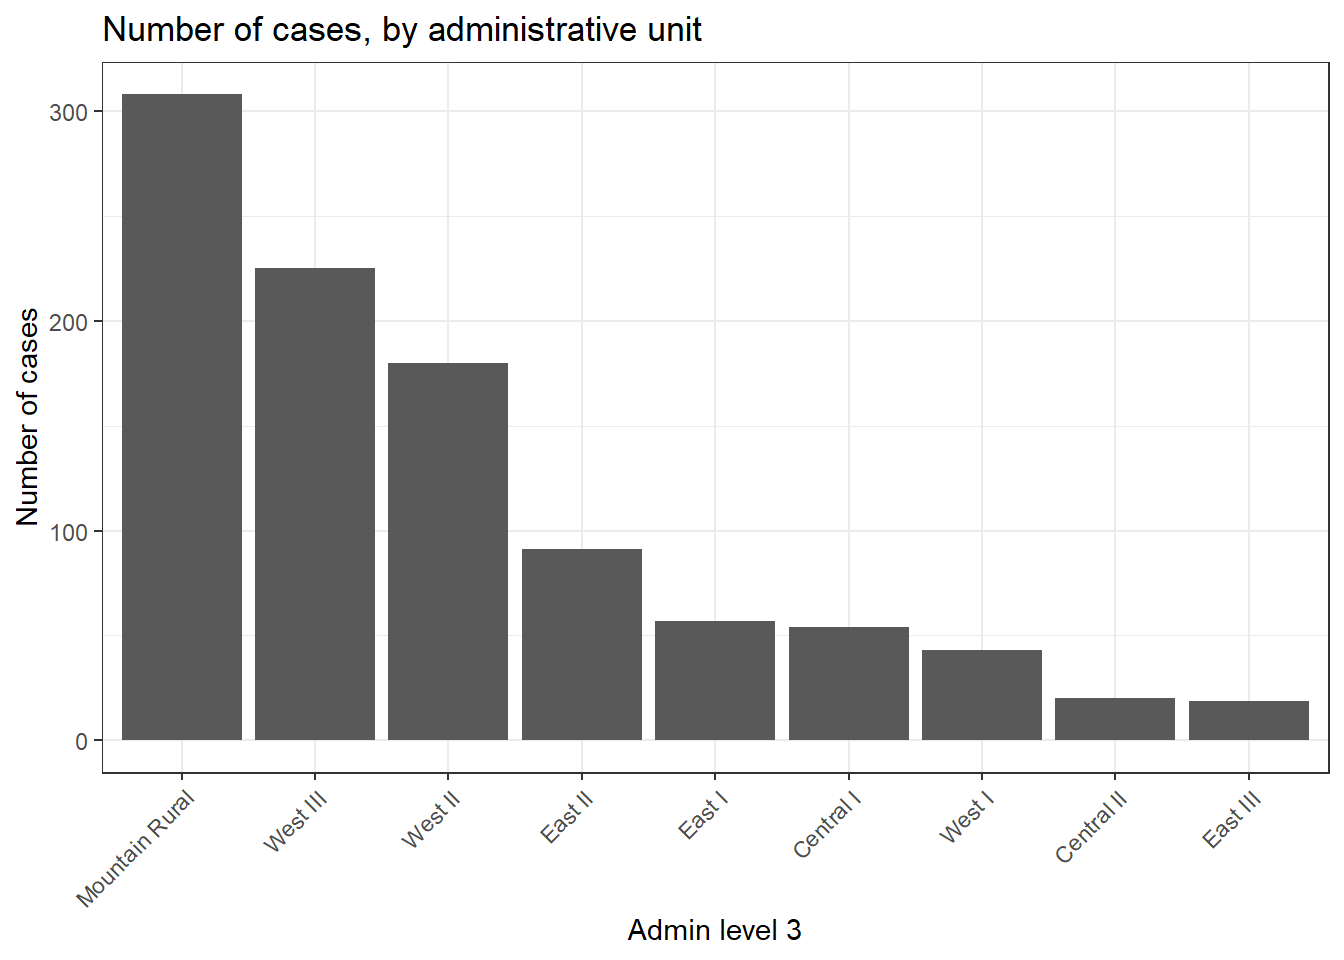 Number of cases, by administrative unit
Number of cases
300
200
100
0
Mountain Rural
West III
West II
East II
East I
Central I
West I
Central II
East III
Admin level 3